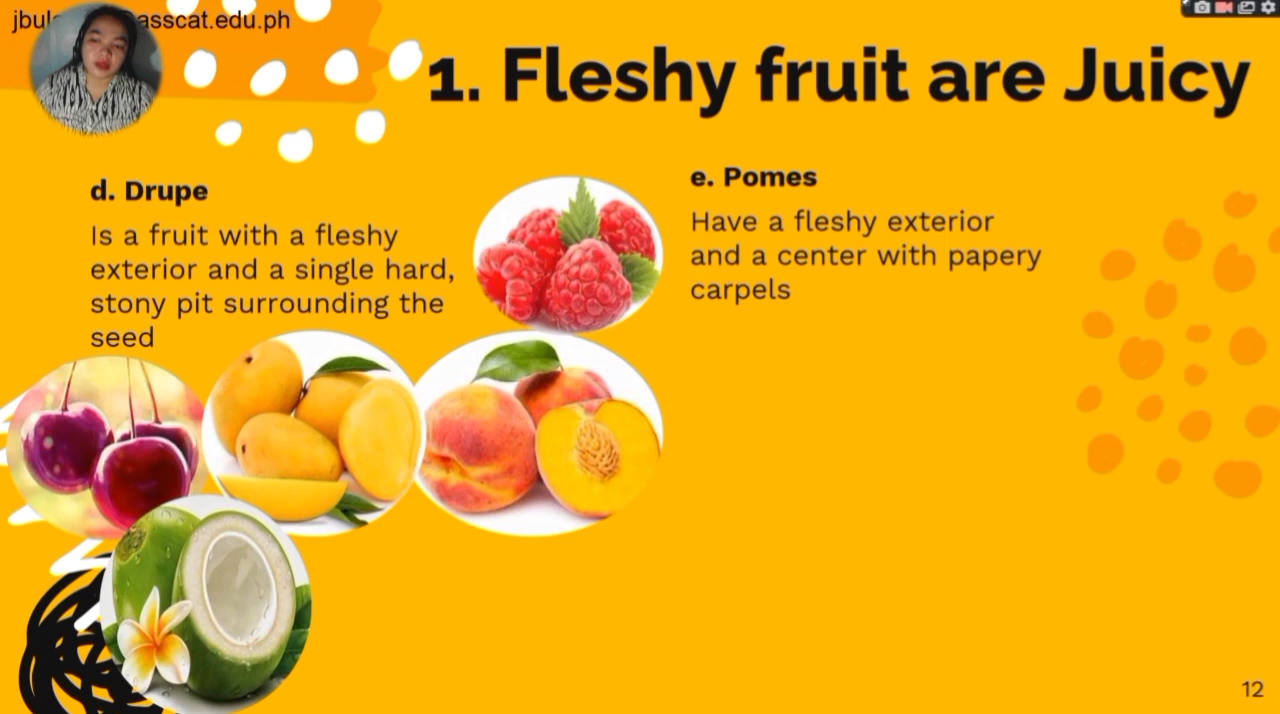 asscat.edu.ph
1. Fleshy fruit are Juicy
d. Drupe
Is a fruit with a fleshy
exterior and a single hard,
stony pit surrounding the
seed
e. Pomes
Have a fleshy exterior
and a center with papery
carpels
12